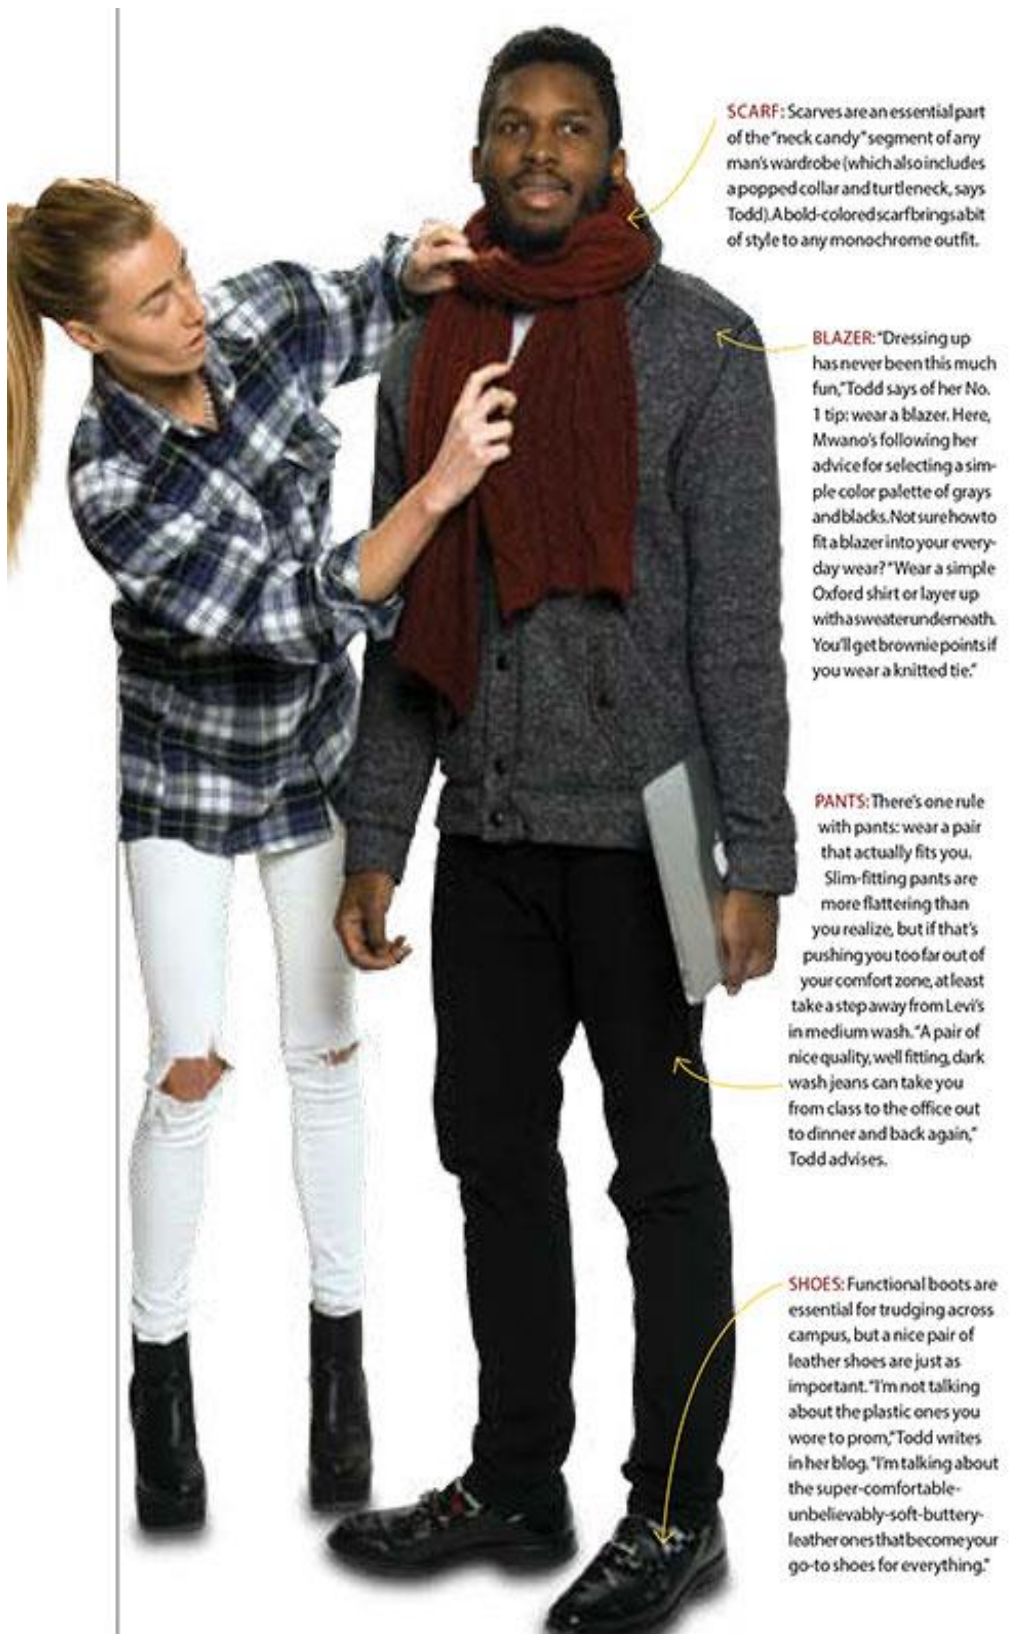 SCARF: Scarves are an essential part
of the "neck candy" segment of any
man's wardrobe (which also includes
a popped collar and turtleneck, says
Todd). A bold-colored scarf brings a bit
of style to any monochrome outfit.
BLAZER: "Dressing up
has never been this much
fun," Todd says of her No.
1 tip: wear a blazer. Here,
Mwano's following her
advice for selecting a sim-
ple color palette of grays
and blacks. Not sure how to
fit a blazer into your every-
day wear? "Wear a simple
Oxford shirt or layer up
with a sweater underneath.
You'll get brownie points if
you wear a knitted tie."
PANTS: There's one rule
with pants: wear a pair
that actually fits you.
Slim-fitting pants are
more flattering than
you realize, but if that's
pushing you too far out of
your comfort zone, at least
take a step away from Levi's
in medium wash. "A pair of
nice quality, well fitting, dark
wash jeans can take you
from class to the office out
to dinner and back again,"
Todd advises.
SHOES: Functional boots are
essential for trudging across
campus, but a nice pair of
leather shoes are just as
important. "I'm not talking
about the plastic ones you
wore to prom," Todd writes
in her blog. "I'm talking about
the super-comfortable-
unbelievably-soft-buttery-
leather ones that become your
go-to shoes for everything."